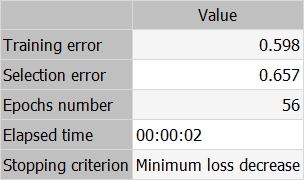 Value
Training error 0.598
Selection error 0.657
Epochs number 56
Elapsed time 00:00:02
Stopping criterion Minimum loss decrease